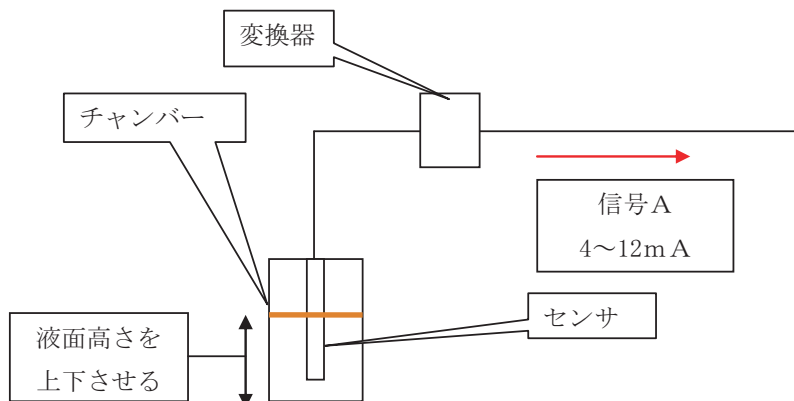 変換器
チャンバー
信号A
4～12mA
センサ
液面高さを
上下させる